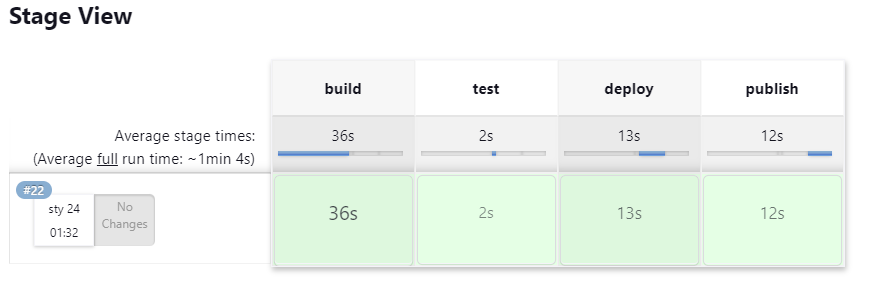 Stage View
build test deploy publish
Average stage times: 36s 2s 13s 12s
(Average full run time: ~1min 4s)
#22
sty 24
01:32
No
Changes
36s 2s 13s 12s